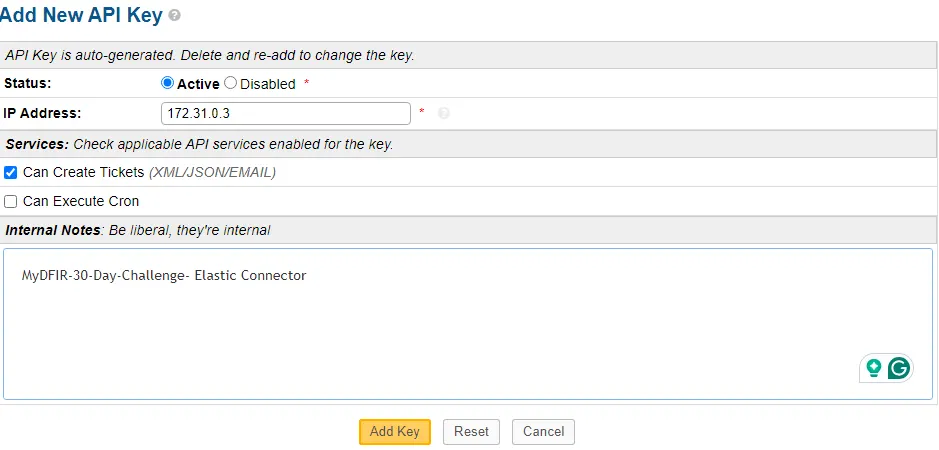 Add New API Key ?
API Key is auto-generated. Delete and re-add to change the key.
Status: Active Disabled *
IP Address: 172.31.0.3 * ?
Services: Check applicable API services enabled for the key.
Can Create Tickets (XML/JSON/EMAIL)
Can Execute Cron
Internal Notes: Be liberal, they're internal
MyDFIR-30-Day-Challenge- Elastic Connector
G
Add Key Reset Cancel